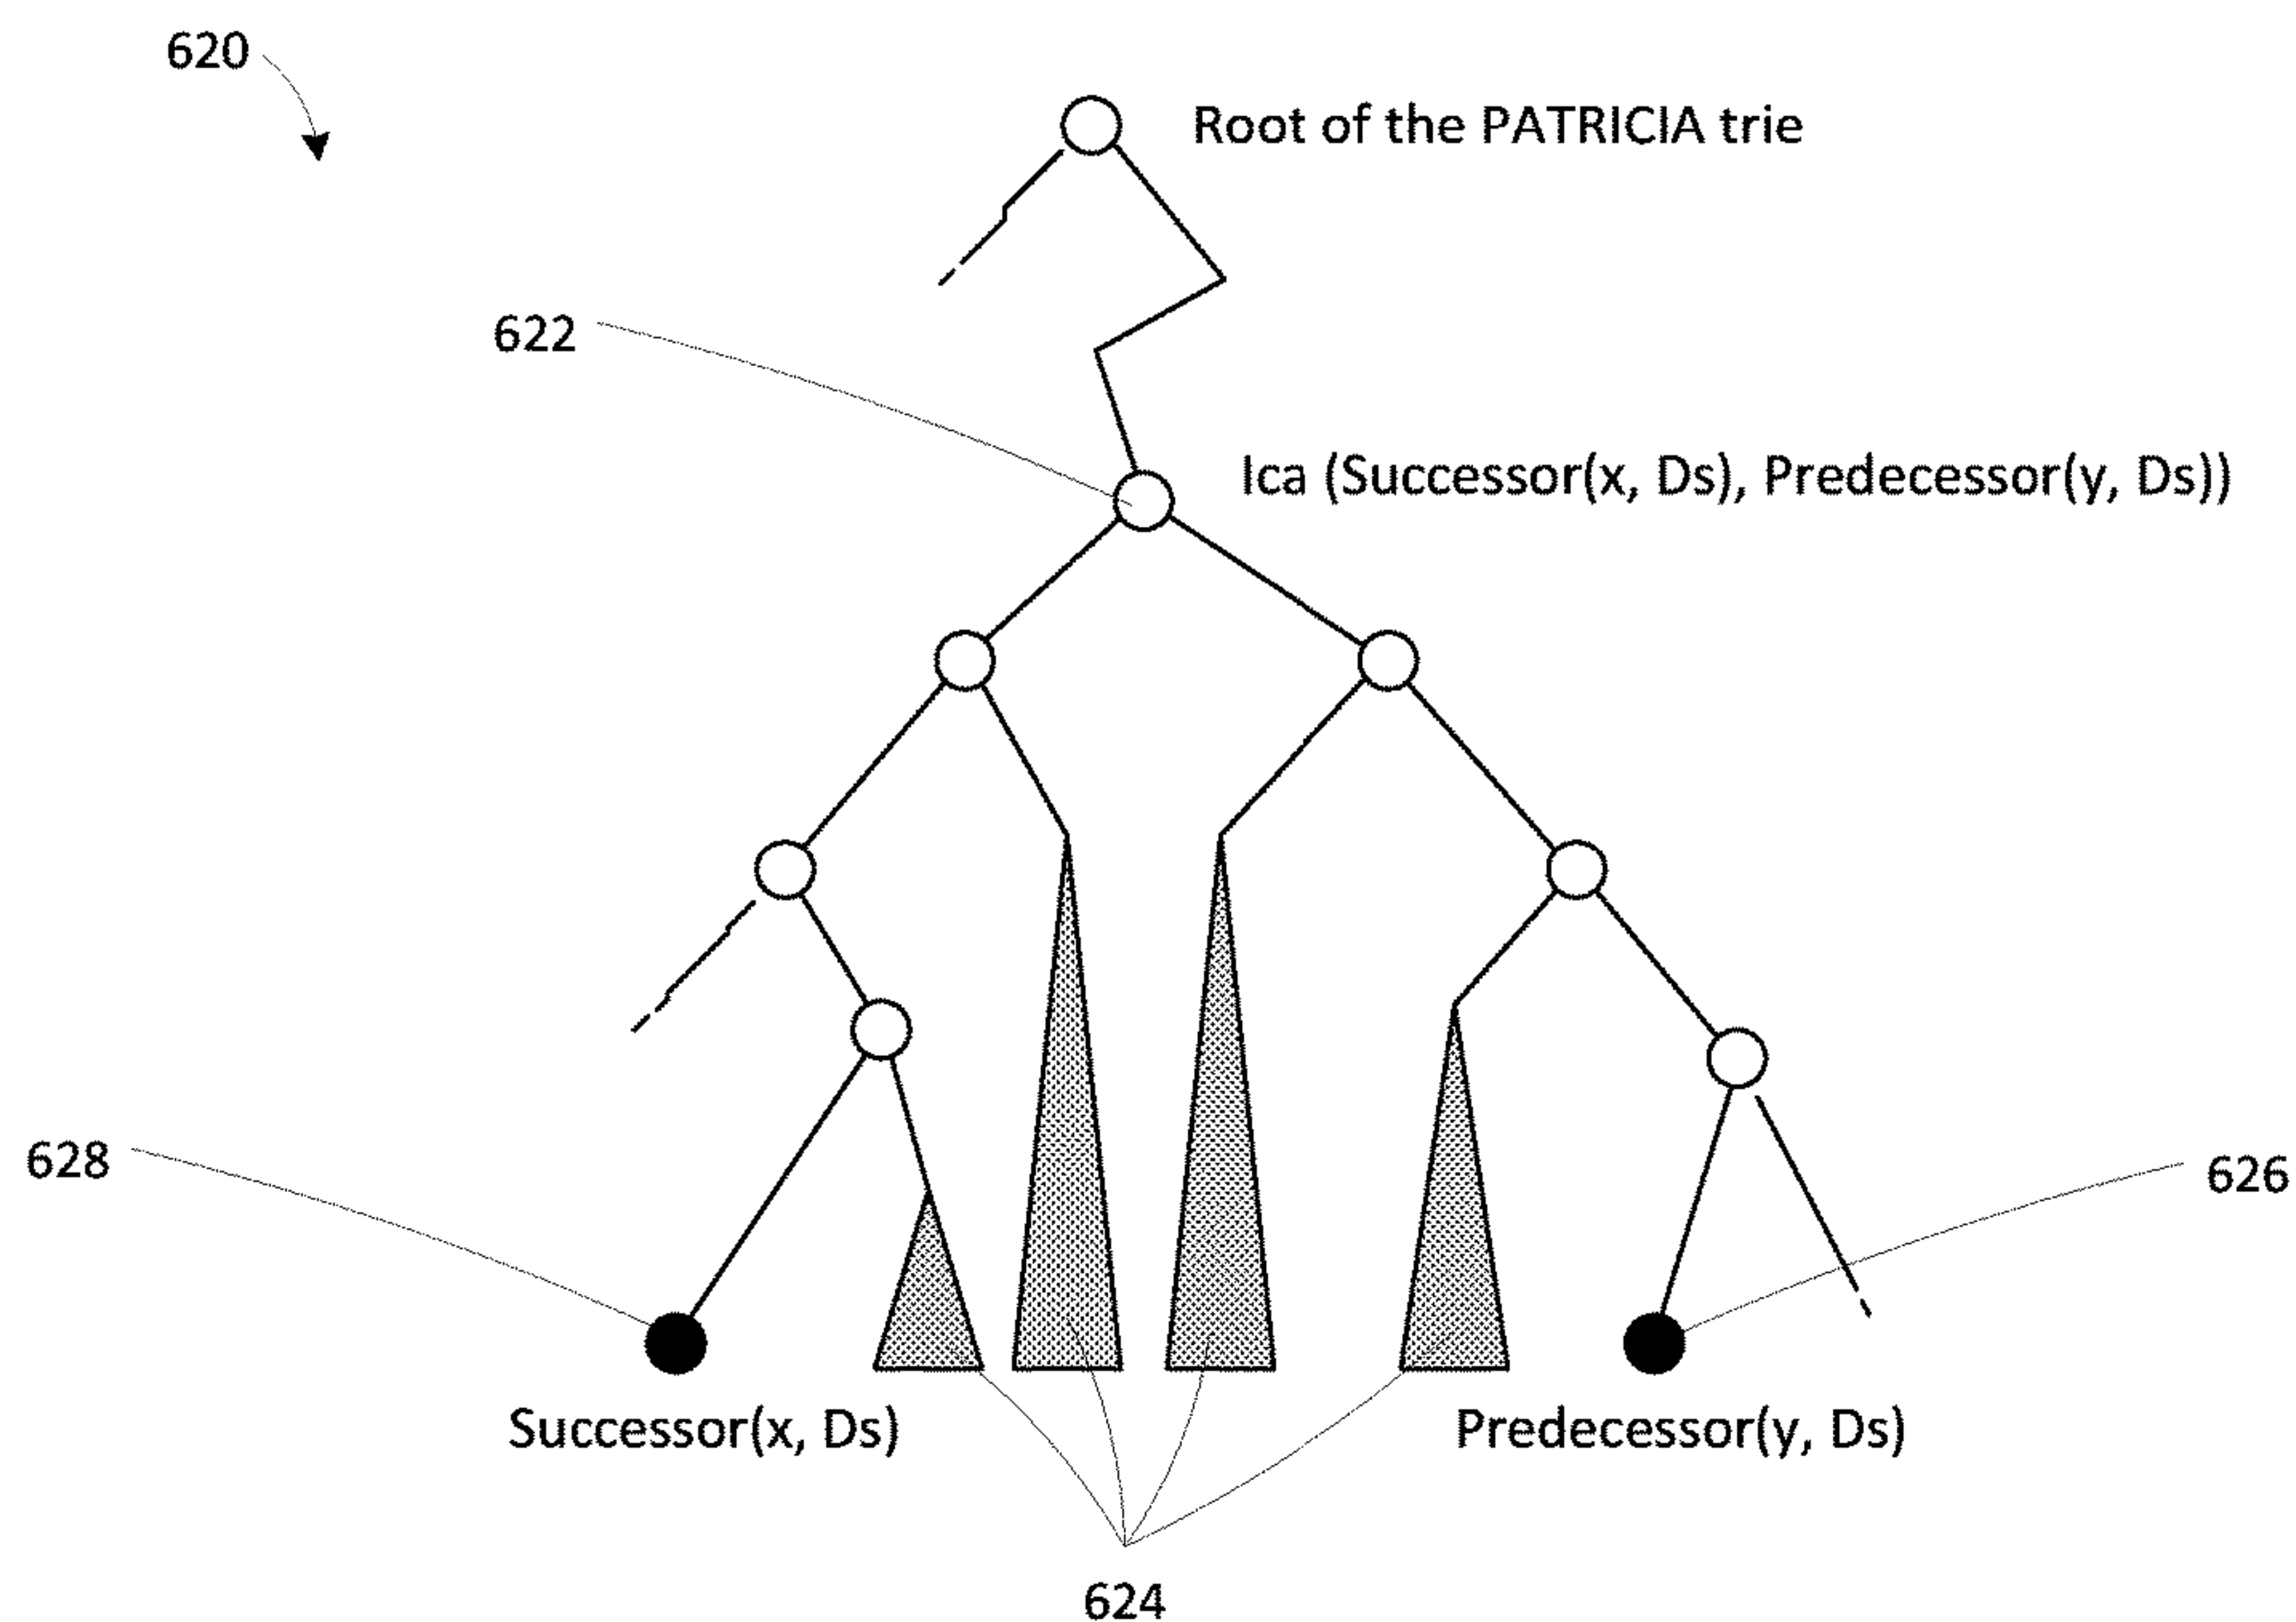 620
Root of the PATRICIA trie
622
lca (Successor(x, Ds), Predecessor(y, Ds))
628
626
Successor(x, Ds)
Predecessor(y, Ds)
624